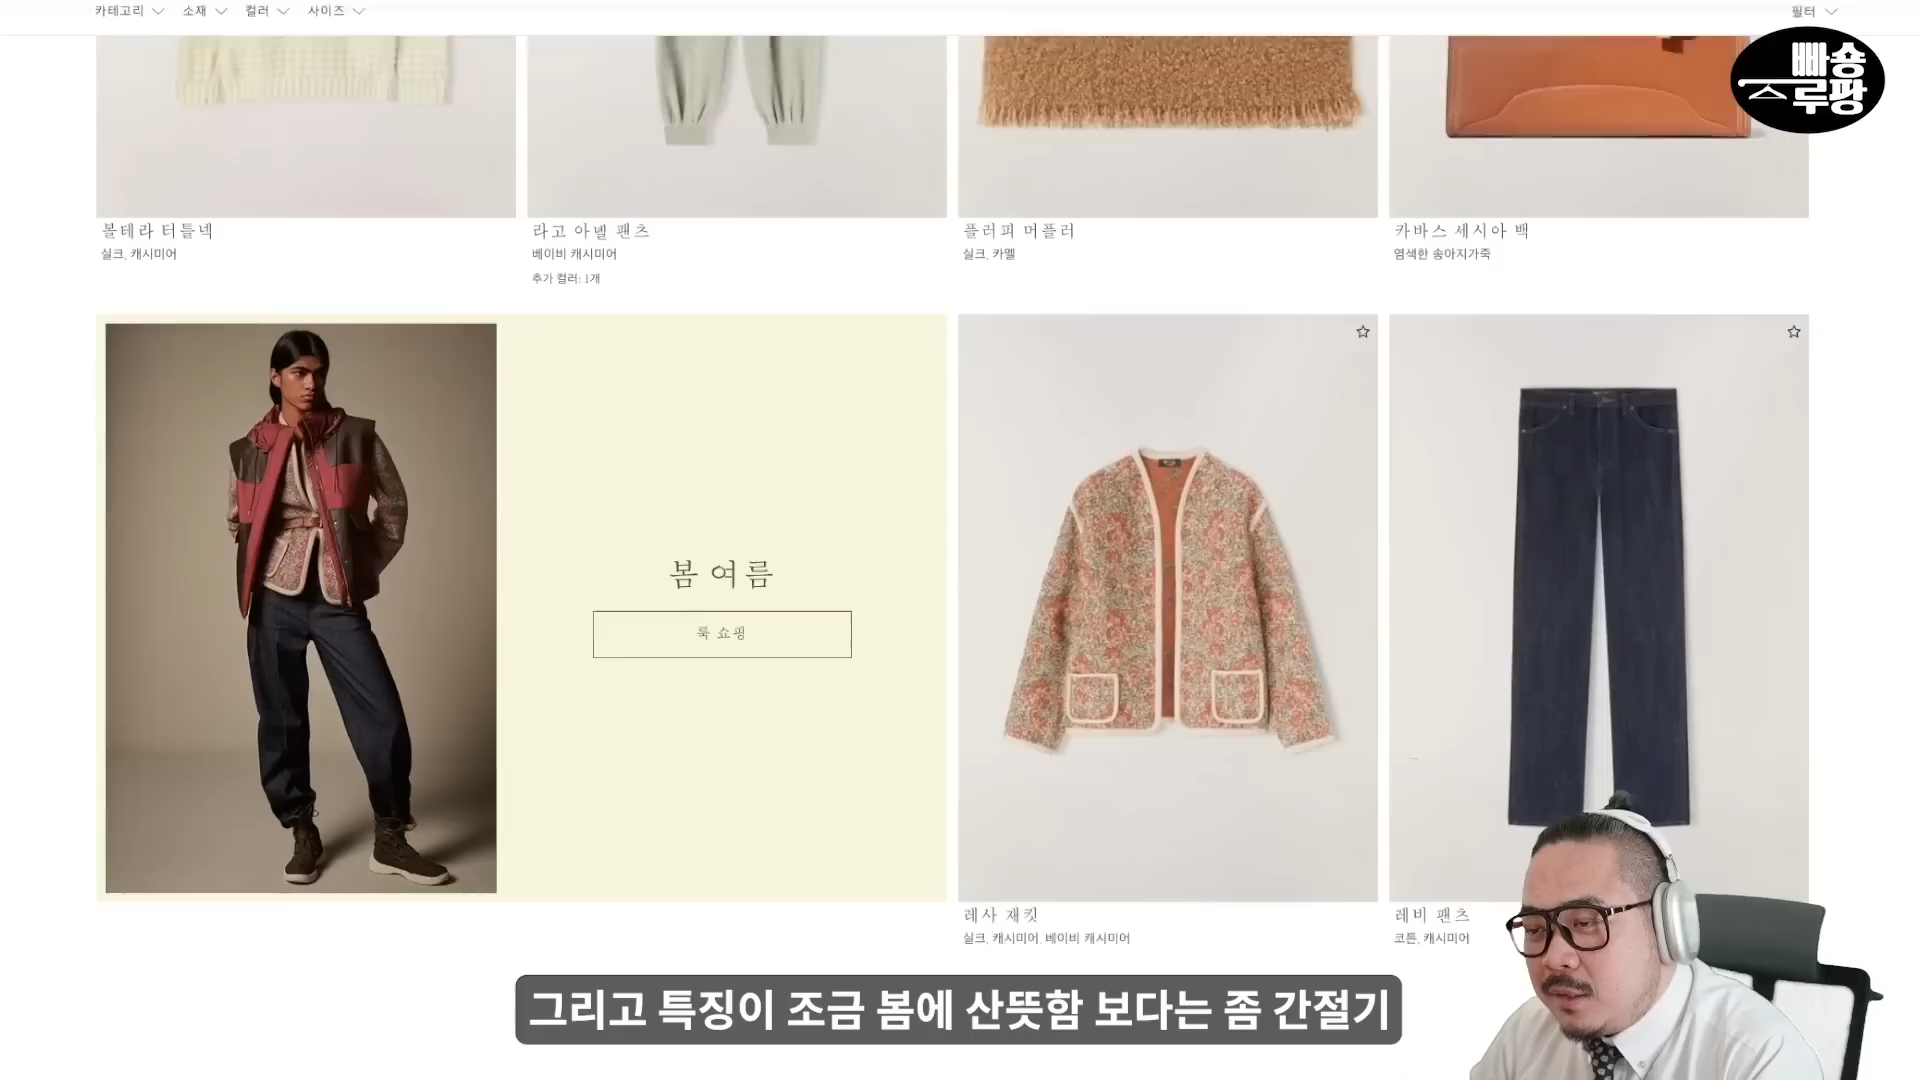 카테고리 소재 컬러 사이즈 필터
빠숑
즈루팡
볼테라 터틀넥
실크, 캐시미어
라고 아넬 팬츠
베이비 캐시미어
추가 컬러: 1개
플러피 머플러
실크, 카멜
카바스 세시아 백
염색한 송아지가죽
봄 여름
룩 쇼핑
레사 재킷
실크, 캐시미어, 베이비 캐시미어
레비 팬츠
코튼, 캐시미어
그리고 특징이 조금 봄에 산뜻함 보다는 좀 간절기